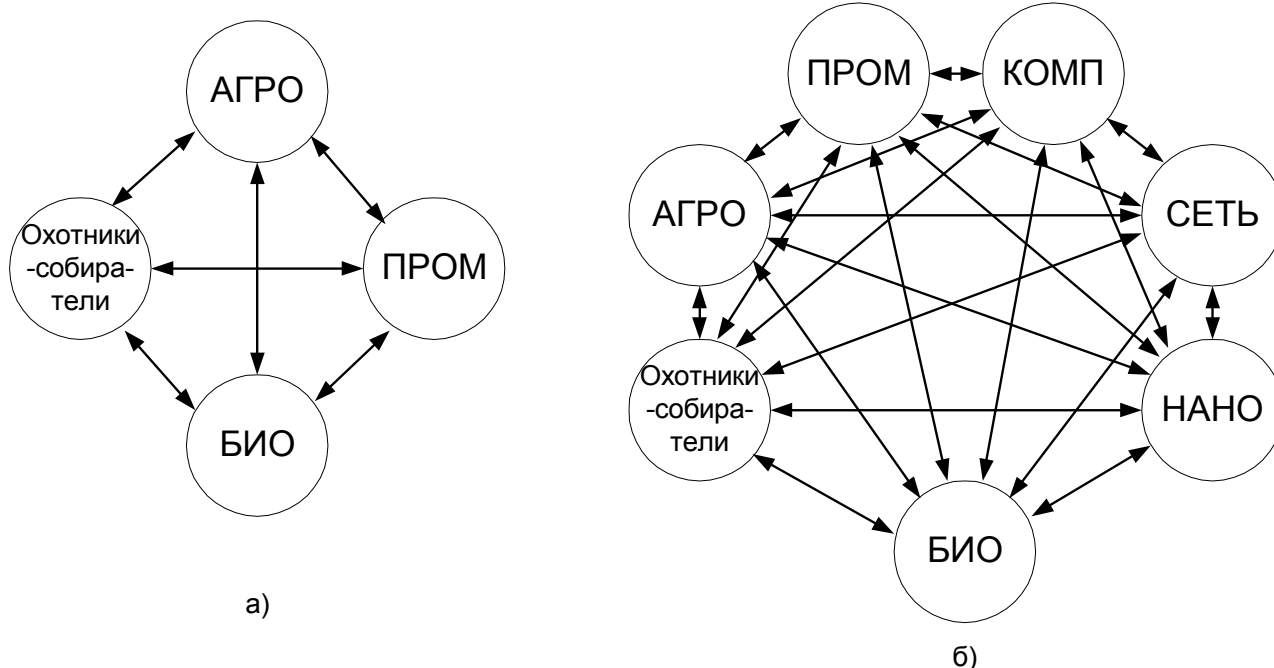 АГРО
Охотники
-собира-
тели
ПРОМ
БИО
а)
ПРОМ
КОМП
АГРО
СЕТЬ
Охотники
-собира-
тели
НАНО
БИО
б)